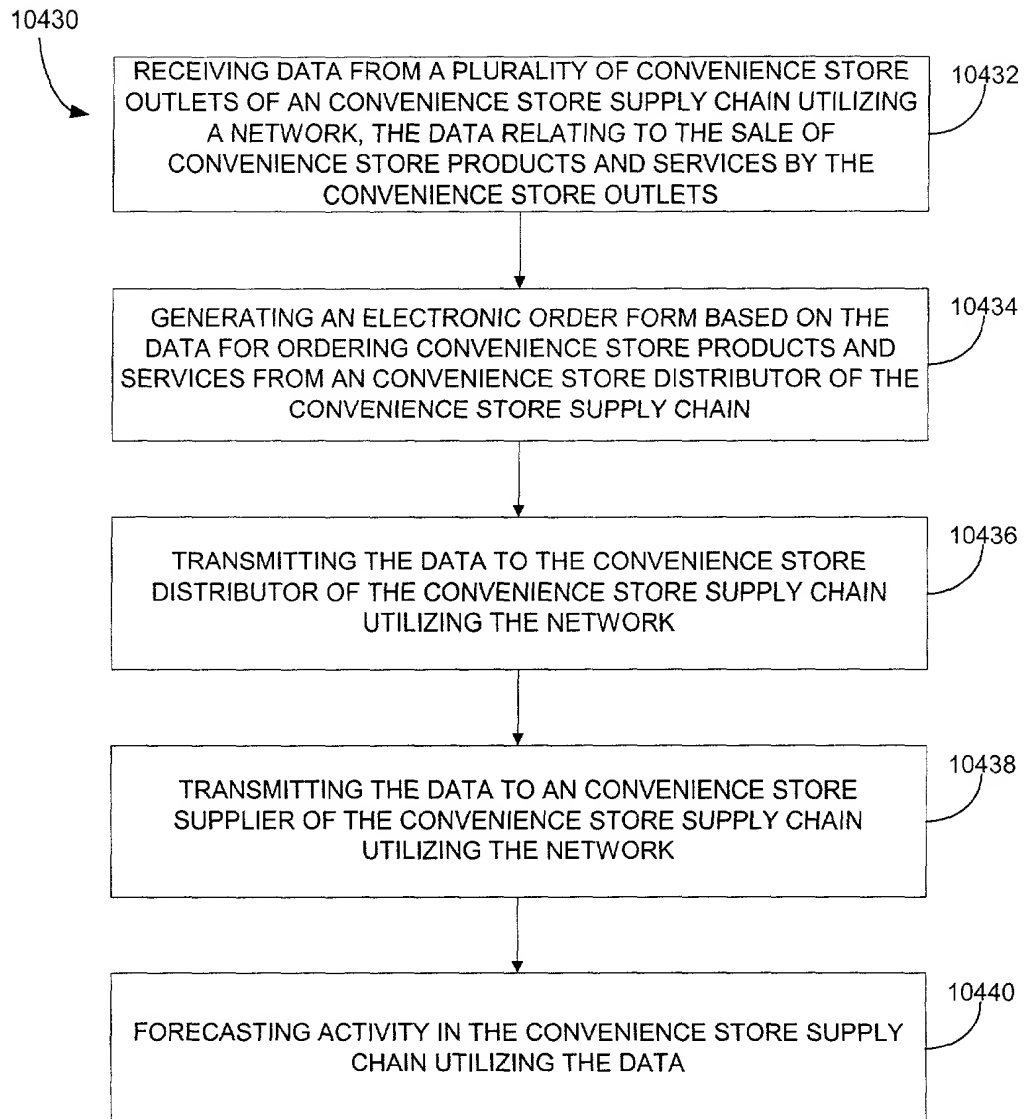 10430
RECEIVING DATA FROM A PLURALITY OF CONVENIENCE STORE
OUTLETS OF AN CONVENIENCE STORE SUPPLY CHAIN UTILIZING
A NETWORK, THE DATA RELATING TO THE SALE OF
CONVENIENCE STORE PRODUCTS AND SERVICES BY THE
CONVENIENCE STORE OUTLETS
10432
GENERATING AN ELECTRONIC ORDER FORM BASED ON THE
DATA FOR ORDERING CONVENIENCE STORE PRODUCTS AND
SERVICES FROM AN CONVENIENCE STORE DISTRIBUTOR OF THE
CONVENIENCE STORE SUPPLY CHAIN
10434
TRANSMITTING THE DATA TO THE CONVENIENCE STORE
DISTRIBUTOR OF THE CONVENIENCE STORE SUPPLY CHAIN
UTILIZING THE NETWORK
10436
TRANSMITTING THE DATA TO AN CONVENIENCE STORE
SUPPLIER OF THE CONVENIENCE STORE SUPPLY CHAIN
UTILIZING THE NETWORK
10438
FORECASTING ACTIVITY IN THE CONVENIENCE STORE SUPPLY
CHAIN UTILIZING THE DATA
10440